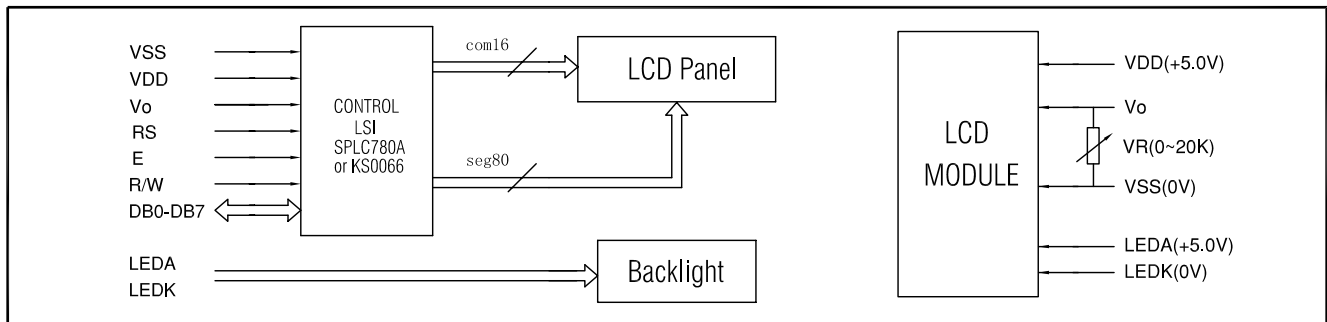 VSS
VDD
Vo
RS
E
R/W
DB0-DB7
LEDA
LEDK
CONTROL
LSI
SPLC780A
or KS0066
com16
seg80
LCD Panel
Backlight
LCD
MODULE
VDD(+5.0V)
Vo
VR(0~20K)
VSS(0V)
LEDA(+5.0V)
LEDK(0V)